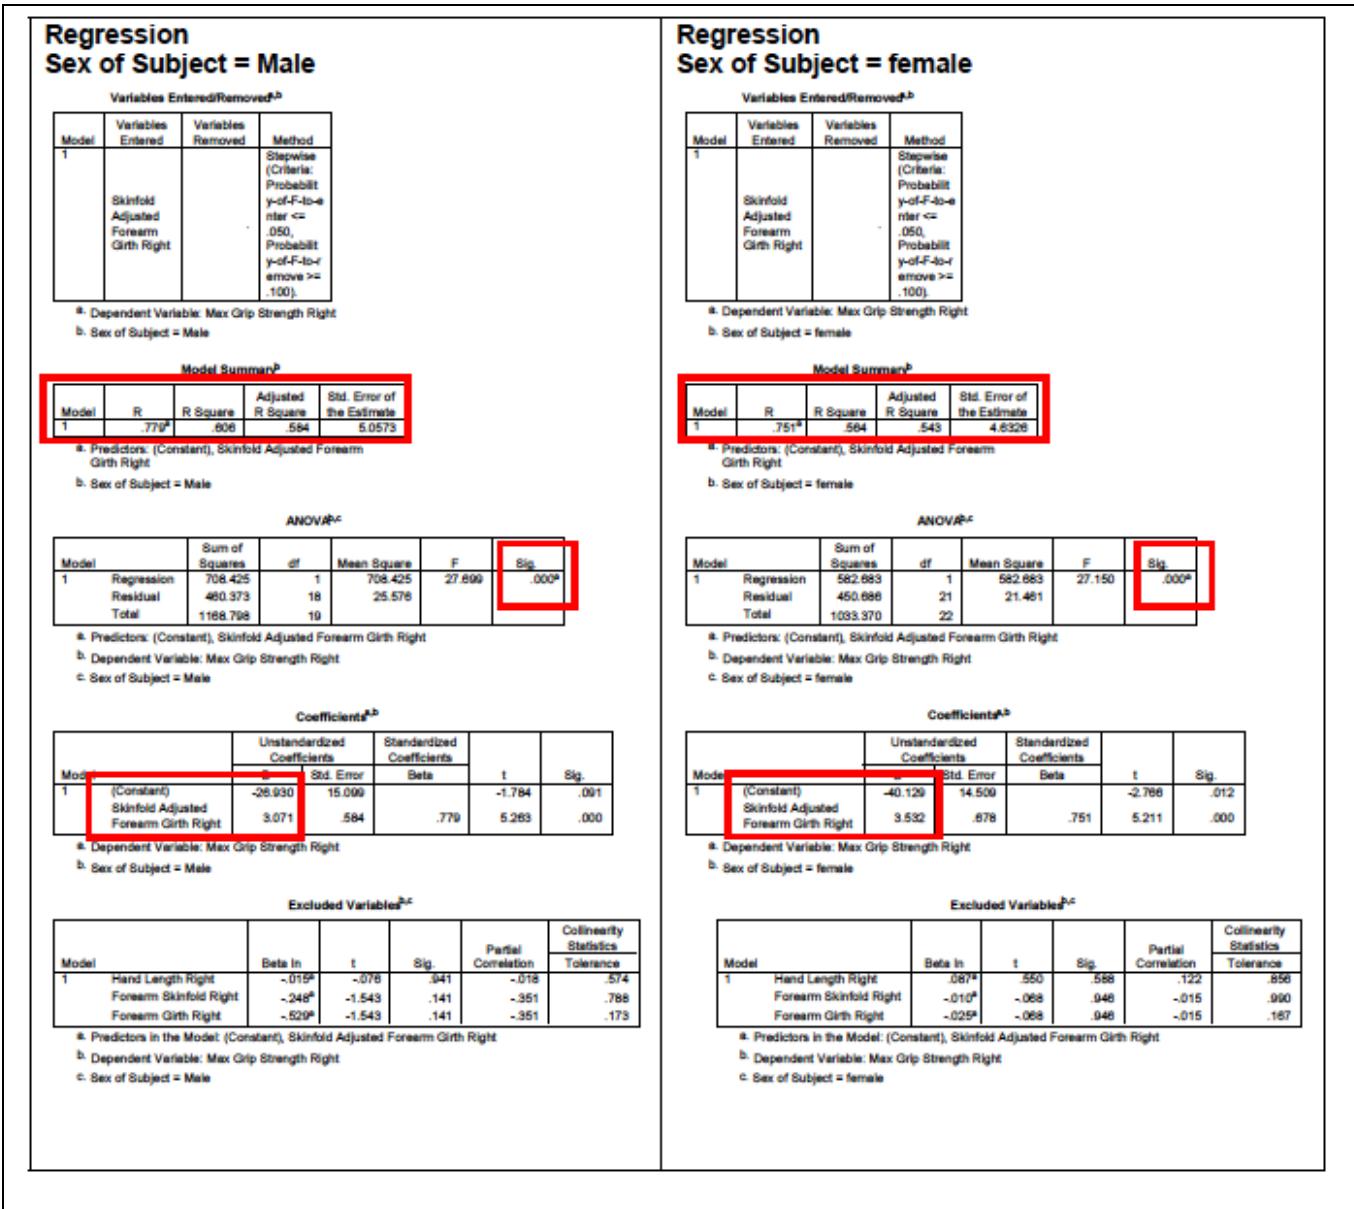 Regression
Sex of Subject = Male
Variables Entered/Removed a,b
Model Variables Entered Variables Removed Method
1 Skinfold Adjusted Forearm Girth Right . Stepwise (Criteria: Probabilit y-of-F-to-e nter <= .050, Probabilit y-of-F-to-r emove >= .100).
a. Dependent Variable: Max Grip Strength Right
b. Sex of Subject = Male
Model Summary b
Model R R Square Adjusted R Square Std. Error of the Estimate
1 .779a .606 .584 5.0573
a. Predictors: (Constant), Skinfold Adjusted Forearm
Girth Right
b. Sex of Subject = Male
ANOVA b,c
Model Sum of Squares df Mean Square F Sig.
1 Regression 708.425 1 708.425 27.699 .000a
Residual 460.373 18 25.576
Total 1168.798 19
a. Predictors: (Constant), Skinfold Adjusted Forearm Girth Right
b. Dependent Variable: Max Grip Strength Right
c. Sex of Subject = Male
Coefficients a,b
Unstandardized Coefficients Standardized Coefficients
Model B Std. Error Beta t Sig.
1 (Constant) -26.930 15.099 -1.784 .091
Skinfold Adjusted Forearm Girth Right 3.071 .584 .779 5.263 .000
a. Dependent Variable: Max Grip Strength Right
b. Sex of Subject = Male
Excluded Variables b,c
Model Beta In t Sig. Partial Correlation Collinearity Statistics Tolerance
1 Hand Length Right -.015a -.076 .941 -.018 .574
Forearm Skinfold Right -.248a -1.543 .141 -.351 .788
Forearm Girth Right -.529a -1.543 .141 -.351 .173
a. Predictors in the Model: (Constant), Skinfold Adjusted Forearm Girth Right
b. Dependent Variable: Max Grip Strength Right
c. Sex of Subject = Male
Regression
Sex of Subject = female
Variables Entered/Removed a,b
Model Variables Entered Variables Removed Method
1 Skinfold Adjusted Forearm Girth Right . Stepwise (Criteria: Probabilit y-of-F-to-e nter <= .050, Probabilit y-of-F-to-r emove >= .100).
a. Dependent Variable: Max Grip Strength Right
b. Sex of Subject = female
Model Summary b
Model R R Square Adjusted R Square Std. Error of the Estimate
1 .751a .564 .543 4.6326
a. Predictors: (Constant), Skinfold Adjusted Forearm
Girth Right
b. Sex of Subject = female
ANOVA b,c
Model Sum of Squares df Mean Square F Sig.
1 Regression 582.683 1 582.683 27.150 .000a
Residual 450.686 21 21.461
Total 1033.370 22
a. Predictors: (Constant), Skinfold Adjusted Forearm Girth Right
b. Dependent Variable: Max Grip Strength Right
c. Sex of Subject = female
Coefficients a,b
Unstandardized Coefficients Standardized Coefficients
Model B Std. Error Beta t Sig.
1 (Constant) -40.129 14.509 -2.766 .012
Skinfold Adjusted Forearm Girth Right 3.532 .678 .751 5.211 .000
a. Dependent Variable: Max Grip Strength Right
b. Sex of Subject = female
Excluded Variables b,c
Model Beta In t Sig. Partial Correlation Collinearity Statistics Tolerance
1 Hand Length Right .087a .550 .588 .122 .856
Forearm Skinfold Right -.010a -.068 .946 -.015 .990
Forearm Girth Right -.025a -.068 .946 -.015 .167
a. Predictors in the Model: (Constant), Skinfold Adjusted Forearm Girth Right
b. Dependent Variable: Max Grip Strength Right
c. Sex of Subject = female